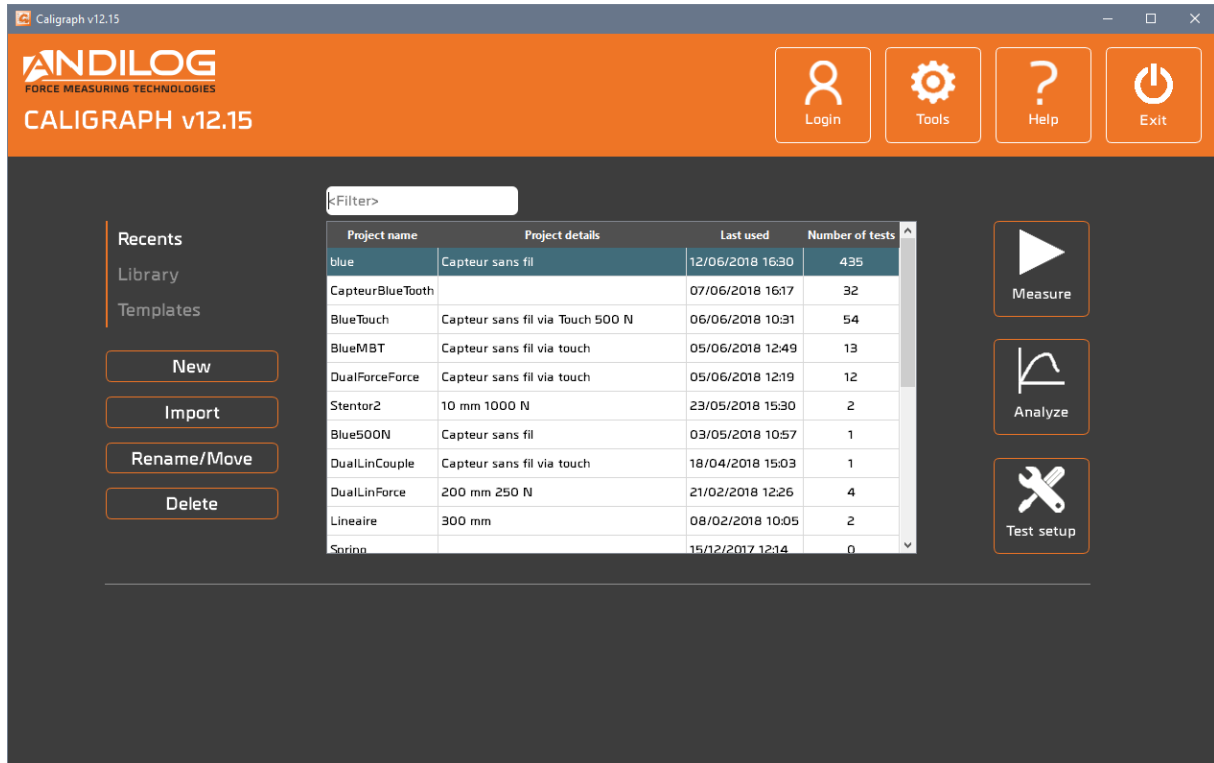 Caligraph v12.15
ANDILOG
FORCE MEASURING TECHNOLOGIES
CALIGRAPH v12.15
Login
Tools
Help
Exit
<Filter>
Recents
Library
Templates
New
Import
Rename/Move
Delete
Project name Project details Last used Number of tests
blue Capteur sans fil 12/06/2018 16:30 435
CapteurBlueTooth 07/06/2018 16:17 32
BlueTouch Capteur sans fil via Touch 500 N 06/06/2018 10:31 54
BlueMBT Capteur sans fil via touch 05/06/2018 12:49 13
DualForceForce Capteur sans fil via touch 05/06/2018 12:19 12
Stentor2 10 mm 1000 N 23/05/2018 15:30 2
Blue500N Capteur sans fil 03/05/2018 10:57 1
DualLinCouple Capteur sans fil via touch 18/04/2018 15:03 1
DualLinForce 200 mm 250 N 21/02/2018 12:26 4
Lineaire 300 mm 08/02/2018 10:05 2
Spring 15/12/2017 12:14 0
Measure
Analyze
Test setup